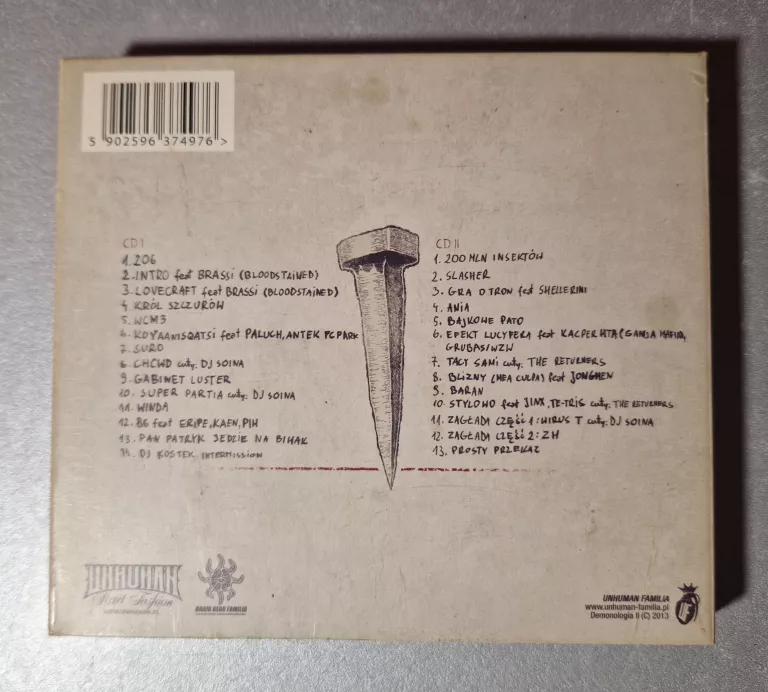 5 902596 374976 >
CD I
1. 206
2. INTRO feat BRASSI (BLOODSTAINED)
3. LOVECRAFT feat BRASSI (BLOODSTAINED)
4. KRÓL SZCZURÓW
5. WCM3
6. KOYAANISQATSI feat PALUCH, ANTEK FC PARK
7. SURO
8. CHCWD cuty: DJ SOINA
9. GABINET LUSTER
10. SUPER PARTIA cuty: DJ SOINA
11. WINDA
12. B6 feat ERIPE, KAEN, PIH
13. PAN PATRYK JEDZIE NA BIHAK
14. DJ KOSTEK INTERMISSION
CD II
1. 200 MLN INSEKTÓW
2. SLASHER
3. GRA O TRON feat SHELLERINI
4. ANIA
5. BAJKOWE PATO
6. EFEKT LUCYFERA feat KACPER HTA (GANJA MAFIA),
GRUBASIWZW
7. TACY SAMI cuty: THE RETURNERS
8. BLIZNY (MEA CULPA) feat JONGMEN
9. BARAN
10. STYLOWO feat JINX, TE-TRIS cuty: THE RETURNERS
11. ZAGŁADA CZĘŚĆ 1: WIRUS T cuty: DJ SOINA
12. ZAGŁADA CZĘŚĆ 2: ZH
13. PROSTY PRZEKAZ
UNHUMAN
BRAIN DEAD FAMILIA
UNHUMAN FAMILIA
www.unhuman-familia.pl
Demonologia II (C) 2013